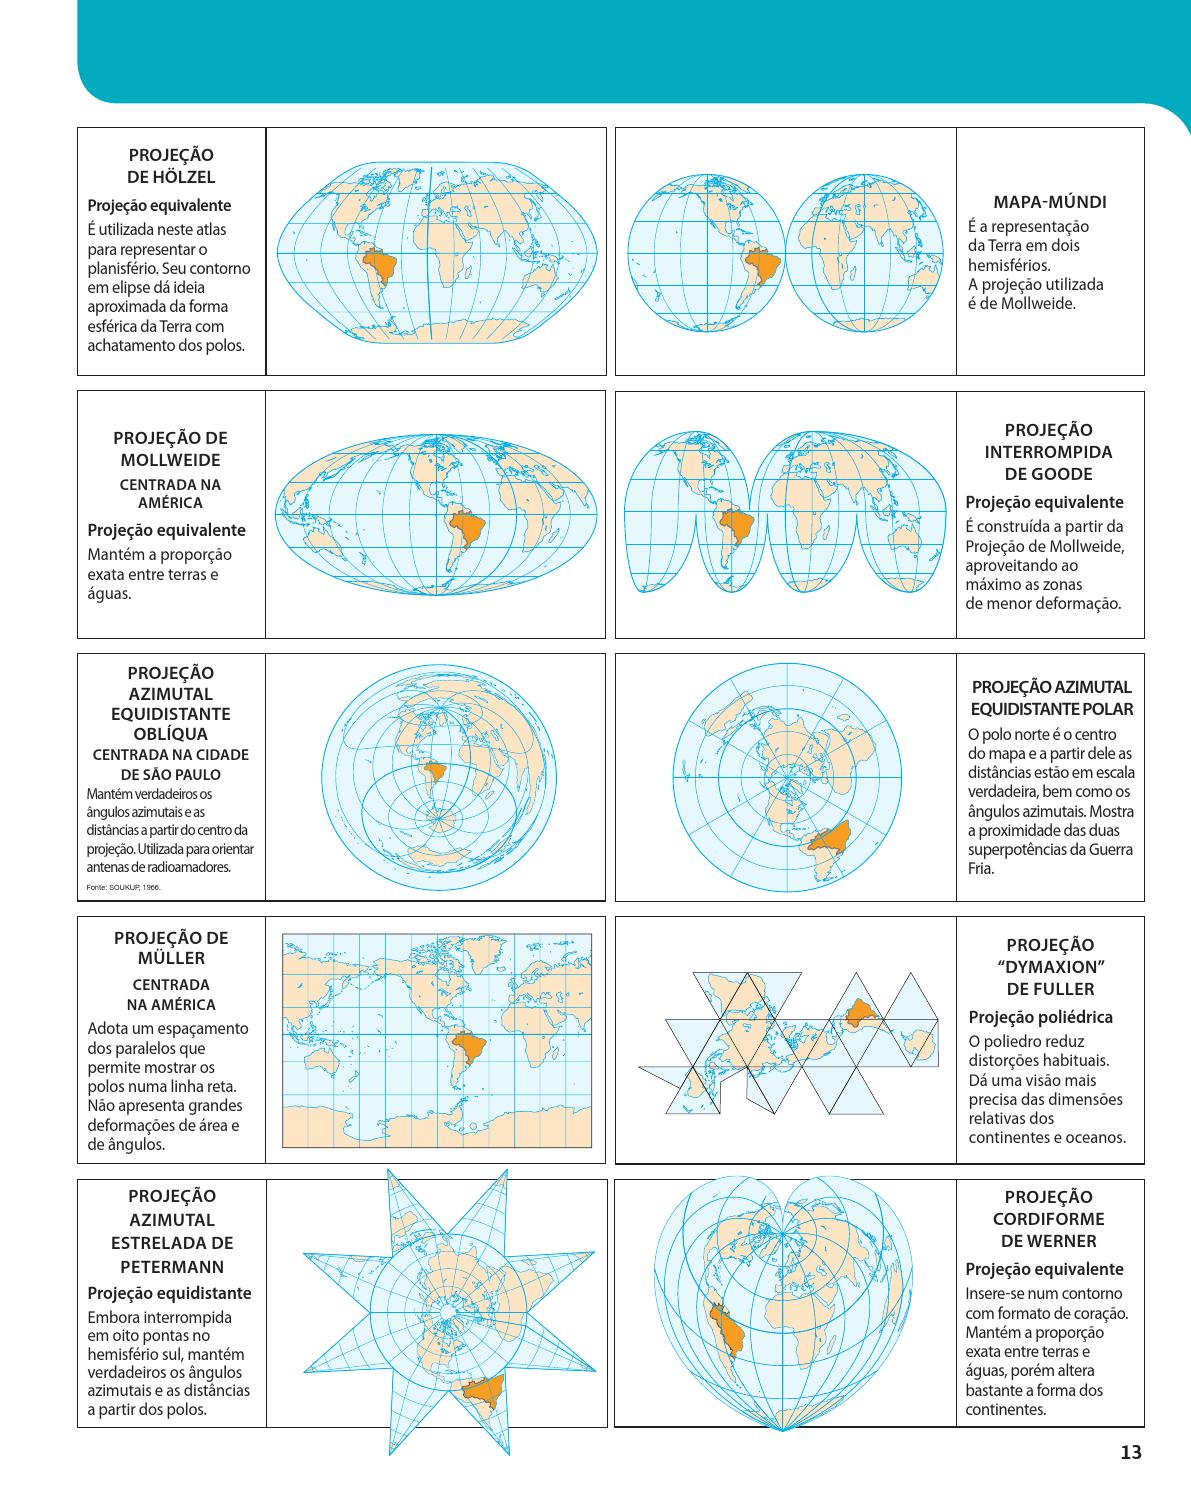 PROJEÇÃO
DE HÖLZEL
Projeção equivalente
É utilizada neste atlas
para representar o
planisfério. Seu contorno
em elipse dá ideia
aproximada da forma
esférica da Terra com
achatamento dos polos.
MAPA-MÚNDI
É a representação
da Terra em dois
hemisférios.
A projeção utilizada
é de Mollweide.
PROJEÇÃO DE
MOLLWEIDE
CENTRADA NA
AMÉRICA
Projeção equivalente
Mantém a proporção
exata entre terras e
águas.
PROJEÇÃO
INTERROMPIDA
DE GOODE
Projeção equivalente
É construída a partir da
Projeção de Mollweide,
aproveitando ao
máximo as zonas
de menor deformação.
PROJEÇÃO
AZIMUTAL
EQUIDISTANTE
OBLÍQUA
CENTRADA NA CIDADE
DE SÃO PAULO
Mantém verdadeiros os
ângulos azimutais e as
distâncias a partir do centro da
projeção. Utilizada para orientar
antenas de radioamadores.
Fonte: SOUKUP, 1966.
PROJEÇÃO AZIMUTAL
EQUIDISTANTE POLAR
O polo norte é o centro
do mapa e a partir dele as
distâncias estão em escala
verdadeira, bem como os
ângulos azimutais. Mostra
a proximidade das duas
superpotências da Guerra
Fria.
PROJEÇÃO DE
MÜLLER
CENTRADA
NA AMÉRICA
Adota um espaçamento
dos paralelos que
permite mostrar os
polos numa linha reta.
Não apresenta grandes
deformações de área e
de ângulos.
PROJEÇÃO
“DYMAXION”
DE FULLER
Projeção poliédrica
O poliedro reduz
distorções habituais.
Dá uma visão mais
precisa das dimensões
relativas dos
continentes e oceanos.
PROJEÇÃO
AZIMUTAL
ESTRELADA DE
PETERMANN
Projeção equidistante
Embora interrompida
em oito pontas no
hemisfério sul, mantém
verdadeiros os ângulos
azimutais e as distâncias
a partir dos polos.
PROJEÇÃO
CORDIFORME
DE WERNER
Projeção equivalente
Insere-se num contorno
com formato de coração.
Mantém a proporção
exata entre terras e
águas, porém altera
bastante a forma dos
continentes.
13